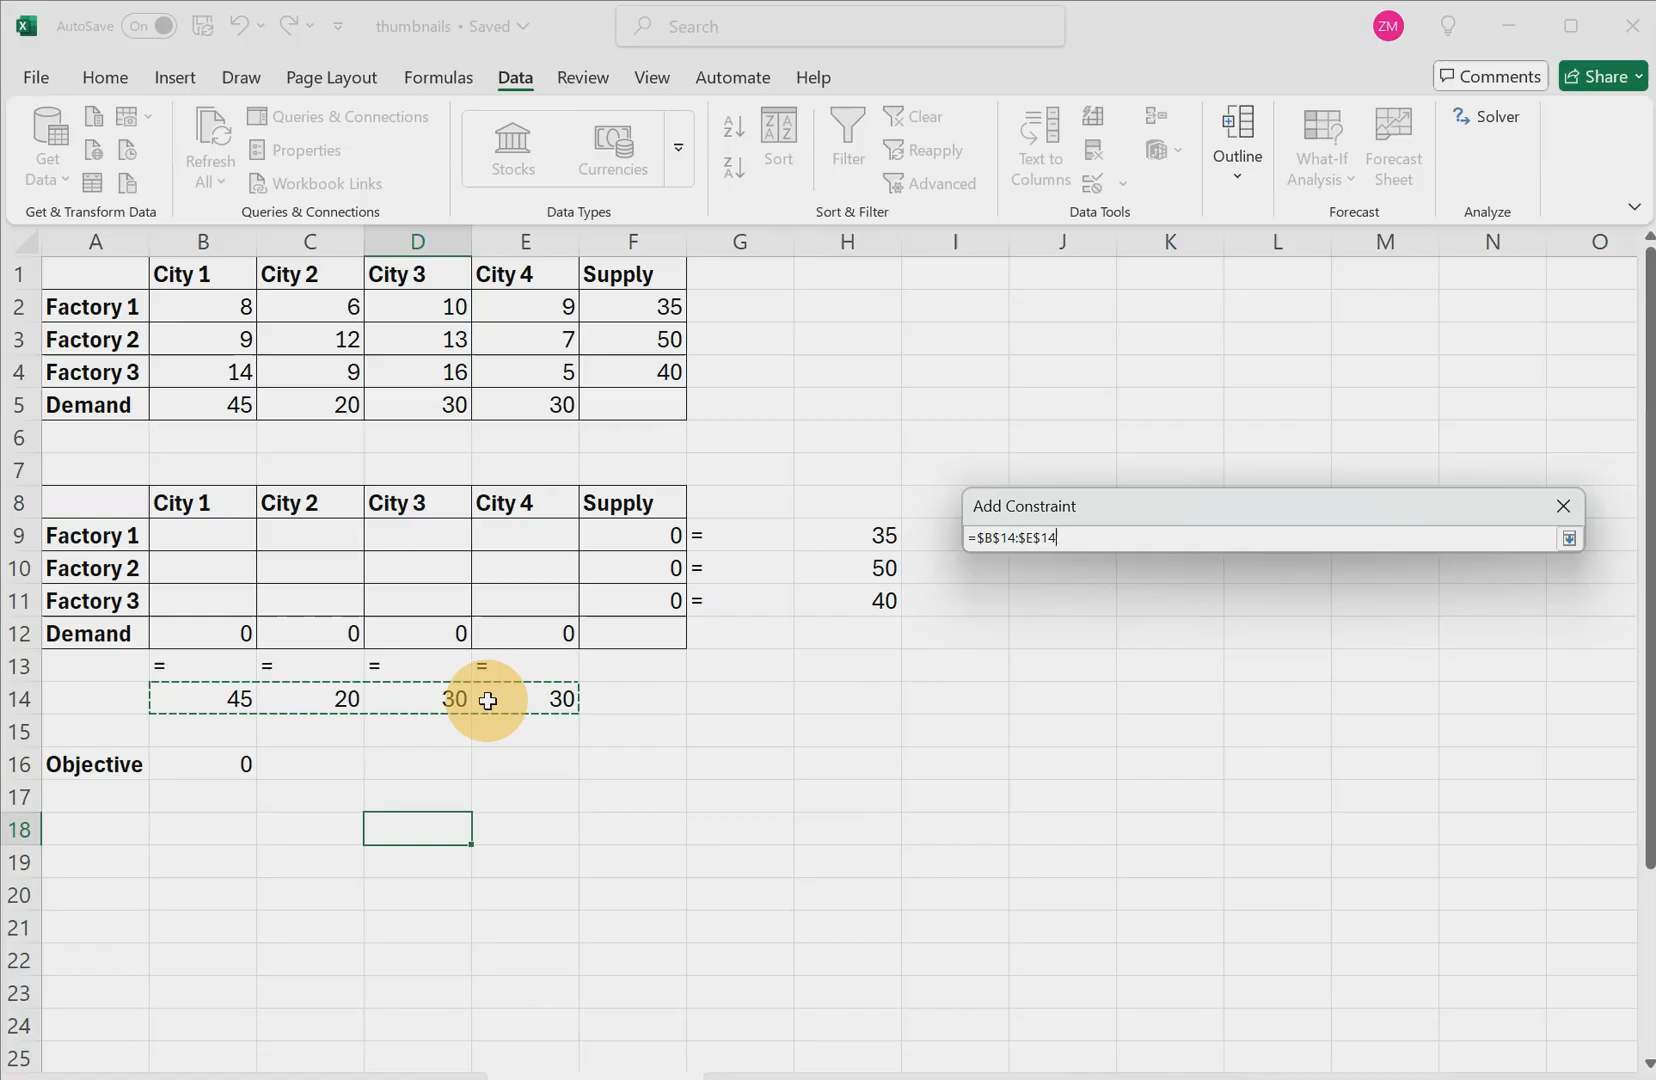 AutoSave On thumbnails • Saved Search ZM
File Home Insert Draw Page Layout Formulas Data Review View Automate Help Comments Share
Get Data Refresh All Queries & Connections Properties Workbook Links Stocks Currencies Sort Filter Clear Reapply Advanced Text to Columns Outline What-If Analysis Forecast Sheet Solver
Get & Transform Data Queries & Connections Data Types Sort & Filter Data Tools Forecast Analyze
A B C D E F G H I J K L M N O
1 City 1 City 2 City 3 City 4 Supply
2 Factory 1 8 6 10 9 35
3 Factory 2 9 12 13 7 50
4 Factory 3 14 9 16 5 40
5 Demand 45 20 30 30
6
7
8 City 1 City 2 City 3 City 4 Supply
Add Constraint
9 Factory 1 0 = 35
=$B$14:$E$14
10 Factory 2 0 = 50
11 Factory 3 0 = 40
12 Demand 0 0 0 0
13 = = = =
14 45 20 30 30
15
16 Objective 0
17
18
19
20
21
22
23
24
25